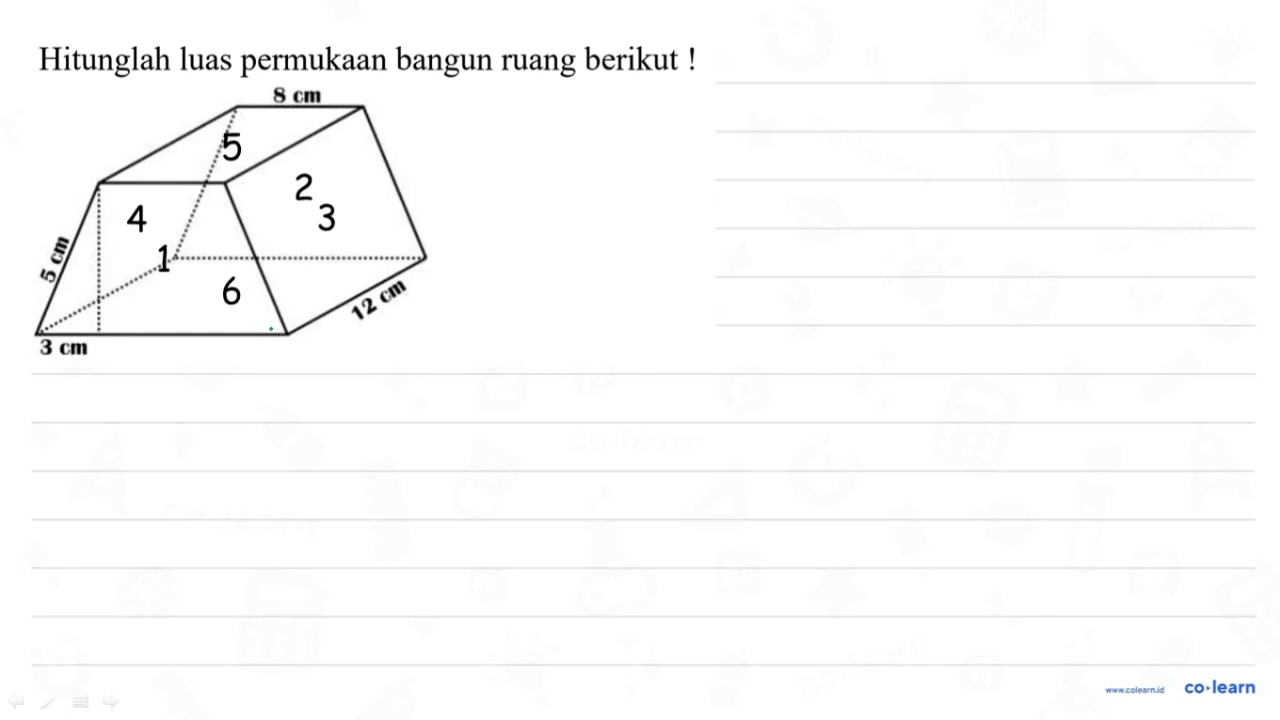 Hitunglah luas permukaan bangun ruang berikut !
8 cm
5
2
3
4
1
5 cm
6
12 cm
3 cm
www.colearn.id
co·learn